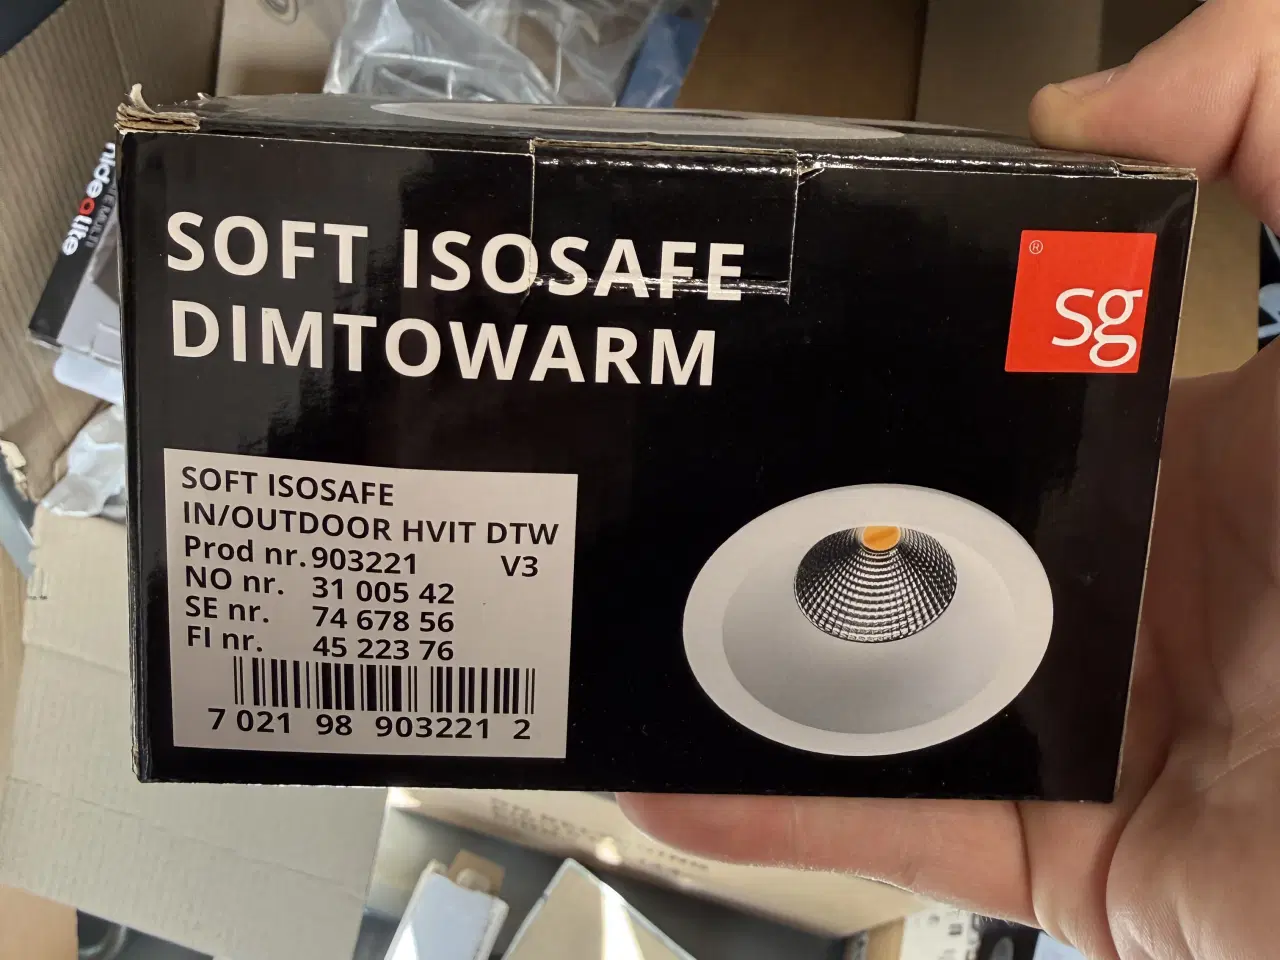 SOFT ISOSAFE
DIMTOWARM
® sg
SOFT ISOSAFE
IN/OUTDOOR HVIT DTW
Prod nr. 903221 V3
NO nr. 31 005 42
SE nr. 74 678 56
FI nr. 45 223 76
7 021 98 903221 2
nideolite